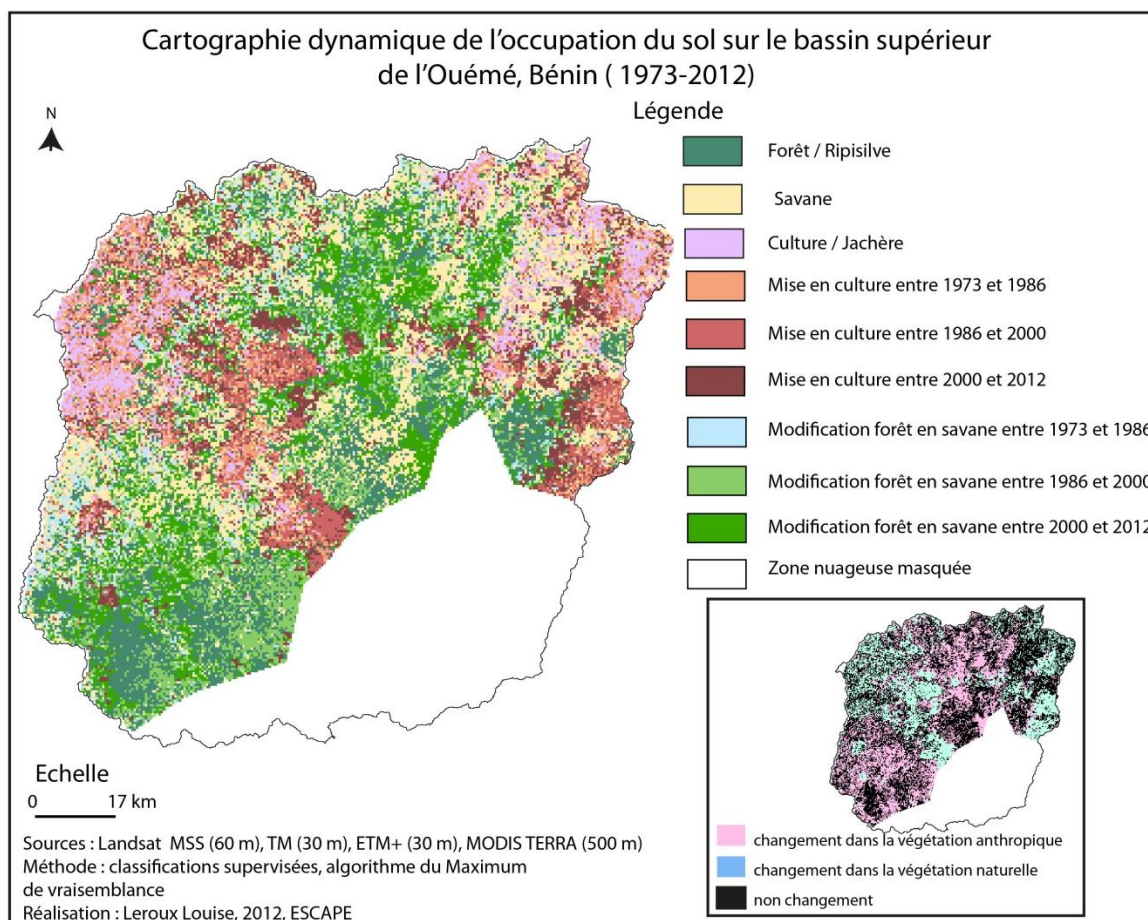 Cartographie dynamique de l'occupation du sol sur le bassin supérieur
de l'Ouémé, Bénin ( 1973-2012)
Légende
N
Forêt / Ripisilve
Savane
Culture / Jachère
Mise en culture entre 1973 et 1986
Mise en culture entre 1986 et 2000
Mise en culture entre 2000 et 2012
Modification forêt en savane entre 1973 et 1986
Modification forêt en savane entre 1986 et 2000
Modification forêt en savane entre 2000 et 2012
Zone nuageuse masquée
Echelle
0 17 km
Sources : Landsat MSS (60 m), TM (30 m), ETM+ (30 m), MODIS TERRA (500 m)
Méthode : classifications supervisées, algorithme du Maximum
de vraisemblance
Réalisation : Leroux Louise, 2012, ESCAPE
changement dans la végétation anthropique
changement dans la végétation naturelle
non changement